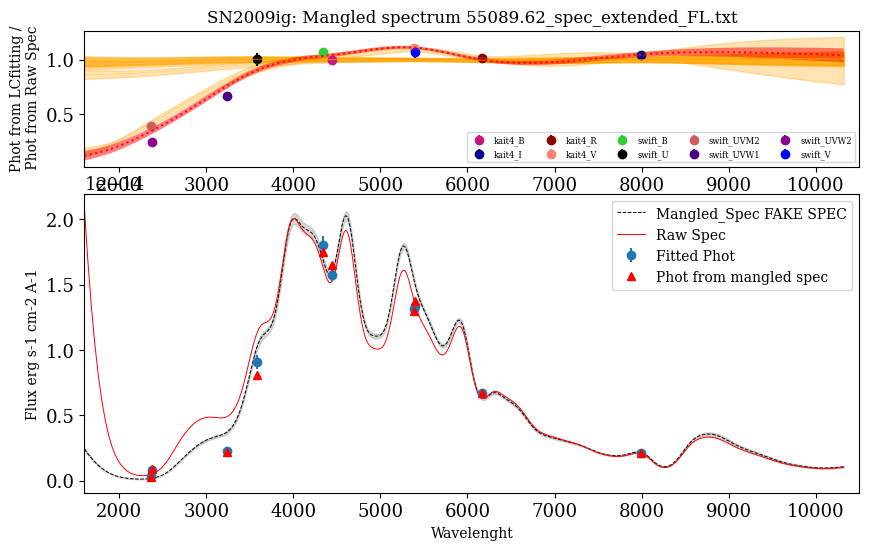 SN2009ig: Mangled spectrum 55089.62_spec_extended_FL.txt
Phot from LCfitting /
Phot from Raw Spec
1.0
0.5
kait4_B kait4_R swift_B swift_UVM2 swift_UVW2
kait4_I kait4_V swift_U swift_UVW1 swift_V
2000 3000 4000 5000 6000 7000 8000 9000 10000
1e−14
Flux erg s-1 cm-2 A-1
2.0
1.5
1.0
0.5
0.0
Mangled_Spec FAKE SPEC
Raw Spec
Fitted Phot
Phot from mangled spec
2000 3000 4000 5000 6000 7000 8000 9000 10000
Wavelenght